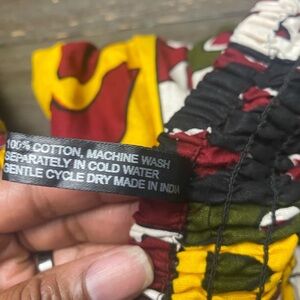 100% COTTON, MACHINE WASH
SEPARATELY IN COLD WATER
GENTLE CYCLE DRY MADE IN INDIA